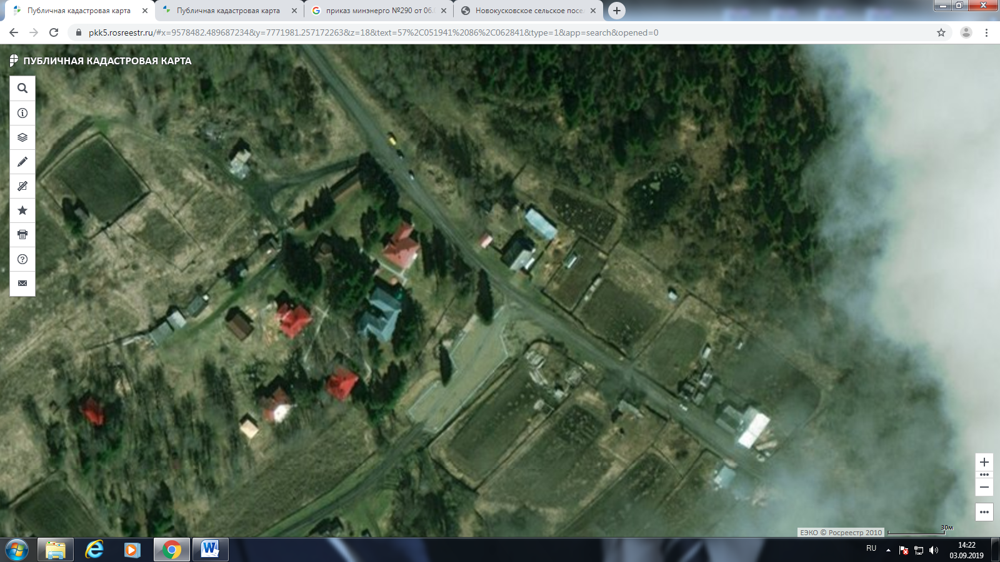 Публичная кадастровая карта
Публичная кадастровая карта
приказ минэнерго №290 от 06.
Новокусковское сельское посе
pkk5.rosreestr.ru/#x=9578482.489687234&y=7771981.257172263&z=18&text=57%2C051941%2086%2C062841&type=1&app=search&opened=0
ПУБЛИЧНАЯ КАДАСТРОВАЯ КАРТА
ЕЭКО © Росреестр 2010
30м
RU
14:22
03.09.2019